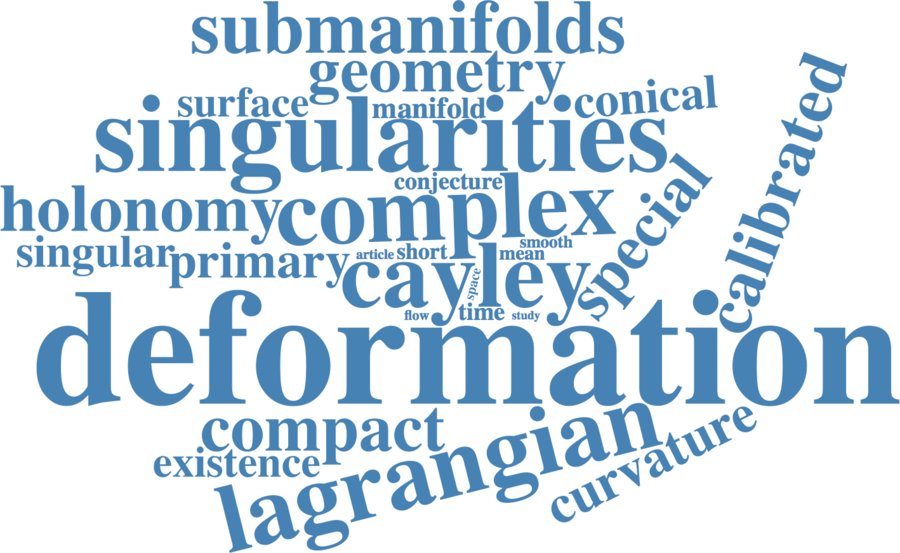 submanifolds
geometry
surface manifold conical
singularities
calibrated
conjecture
special
holonomy complex
singular primary article short mean smooth
cayley
space
flow time study
deformation
compact
existence
lagrangian
curvature